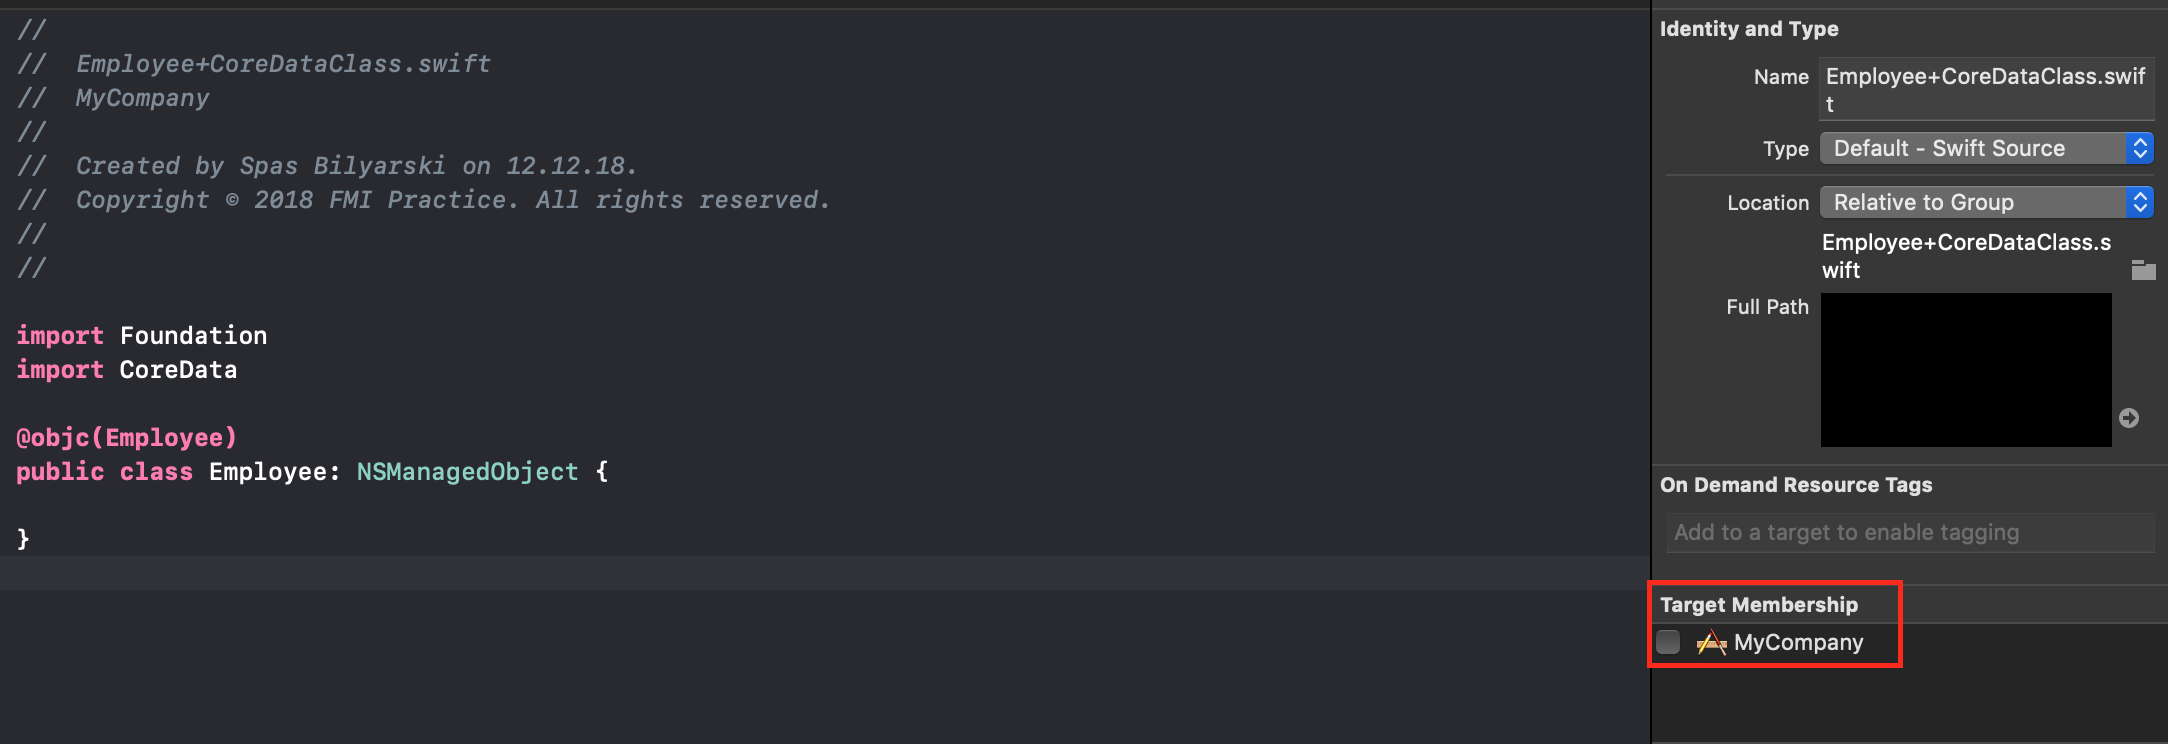 //
//  Employee+CoreDataClass.swift
//  MyCompany
//
//  Created by Spas Bilyarski on 12.12.18.
//  Copyright © 2018 FMI Practice. All rights reserved.
//
//
import Foundation
import CoreData
@objc(Employee)
public class Employee: NSManagedObject {
}
Identity and Type
Name Employee+CoreDataClass.swif
t
Type Default - Swift Source
Location Relative to Group
Employee+CoreDataClass.s
wift
Full Path
On Demand Resource Tags
Add to a target to enable tagging
Target Membership
MyCompany